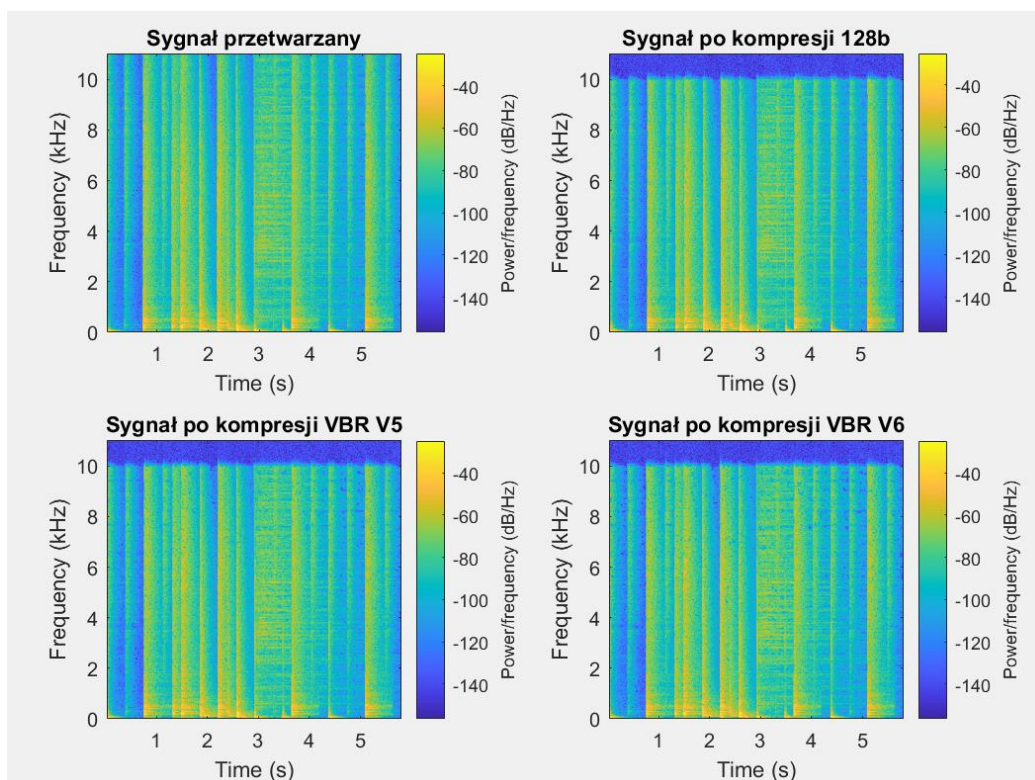 Sygnał przetwarzany
Frequency (kHz)
10
8
6
4
2
0
1 2 3 4 5
Time (s)
-40
-60
-80
-100
-120
-140
Power/frequency (dB/Hz)
Sygnał po kompresji 128b
Frequency (kHz)
10
8
6
4
2
0
1 2 3 4 5
Time (s)
-40
-60
-80
-100
-120
-140
Power/frequency (dB/Hz)
Sygnał po kompresji VBR V5
Frequency (kHz)
10
8
6
4
2
0
1 2 3 4 5
Time (s)
-40
-60
-80
-100
-120
-140
Power/frequency (dB/Hz)
Sygnał po kompresji VBR V6
Frequency (kHz)
10
8
6
4
2
0
1 2 3 4 5
Time (s)
-40
-60
-80
-100
-120
-140
Power/frequency (dB/Hz)